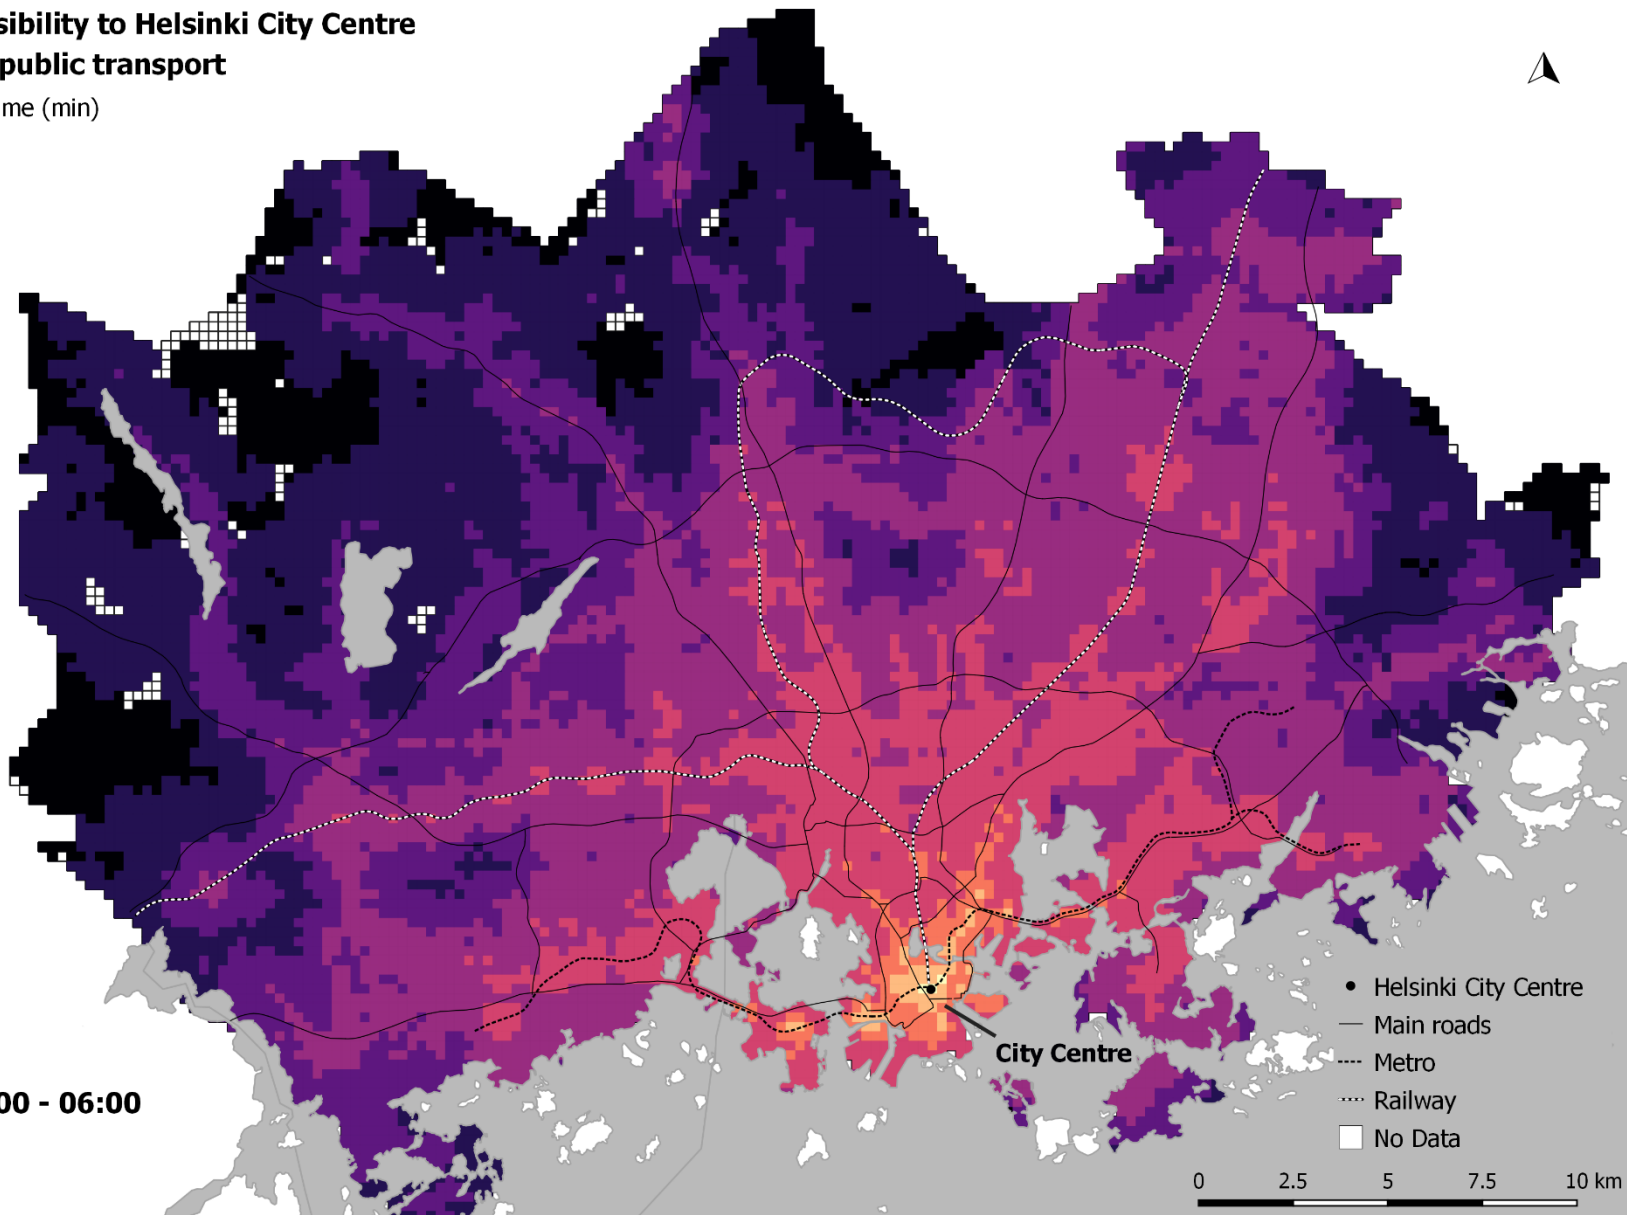 sibility to Helsinki City Centre
public transport
me (min)
City Centre
00 - 06:00
Helsinki City Centre
Main roads
Metro
Railway
No Data
0 2.5 5 7.5 10 km